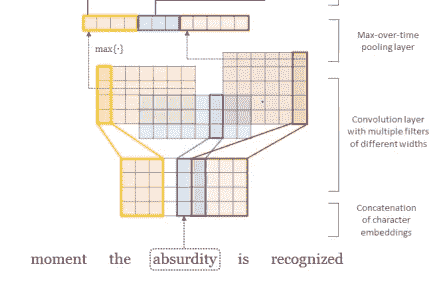 Max-over-time
pooling layer
max{·}
Convolution layer
with multiple filters
of different widths
Concatenation
of character
embeddings
moment the absurdity is recognized